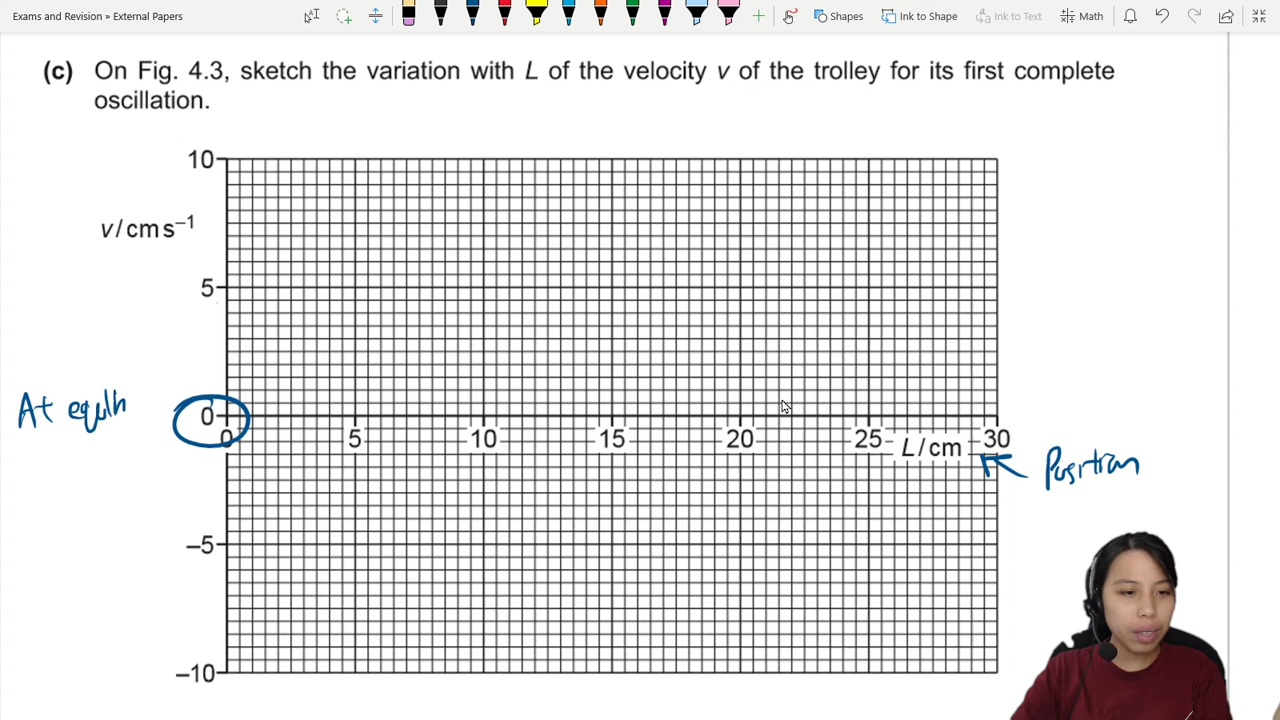 Exams and Revision » External Papers
Shapes
Ink to Shape
Ink to Text
Math
(c) On Fig. 4.3, sketch the variation with L of the velocity v of the trolley for its first complete
oscillation.
10
v/cm s⁻¹
5
At
0
0 5 10 15 20 25 L/cm 30
Position
–5
–10